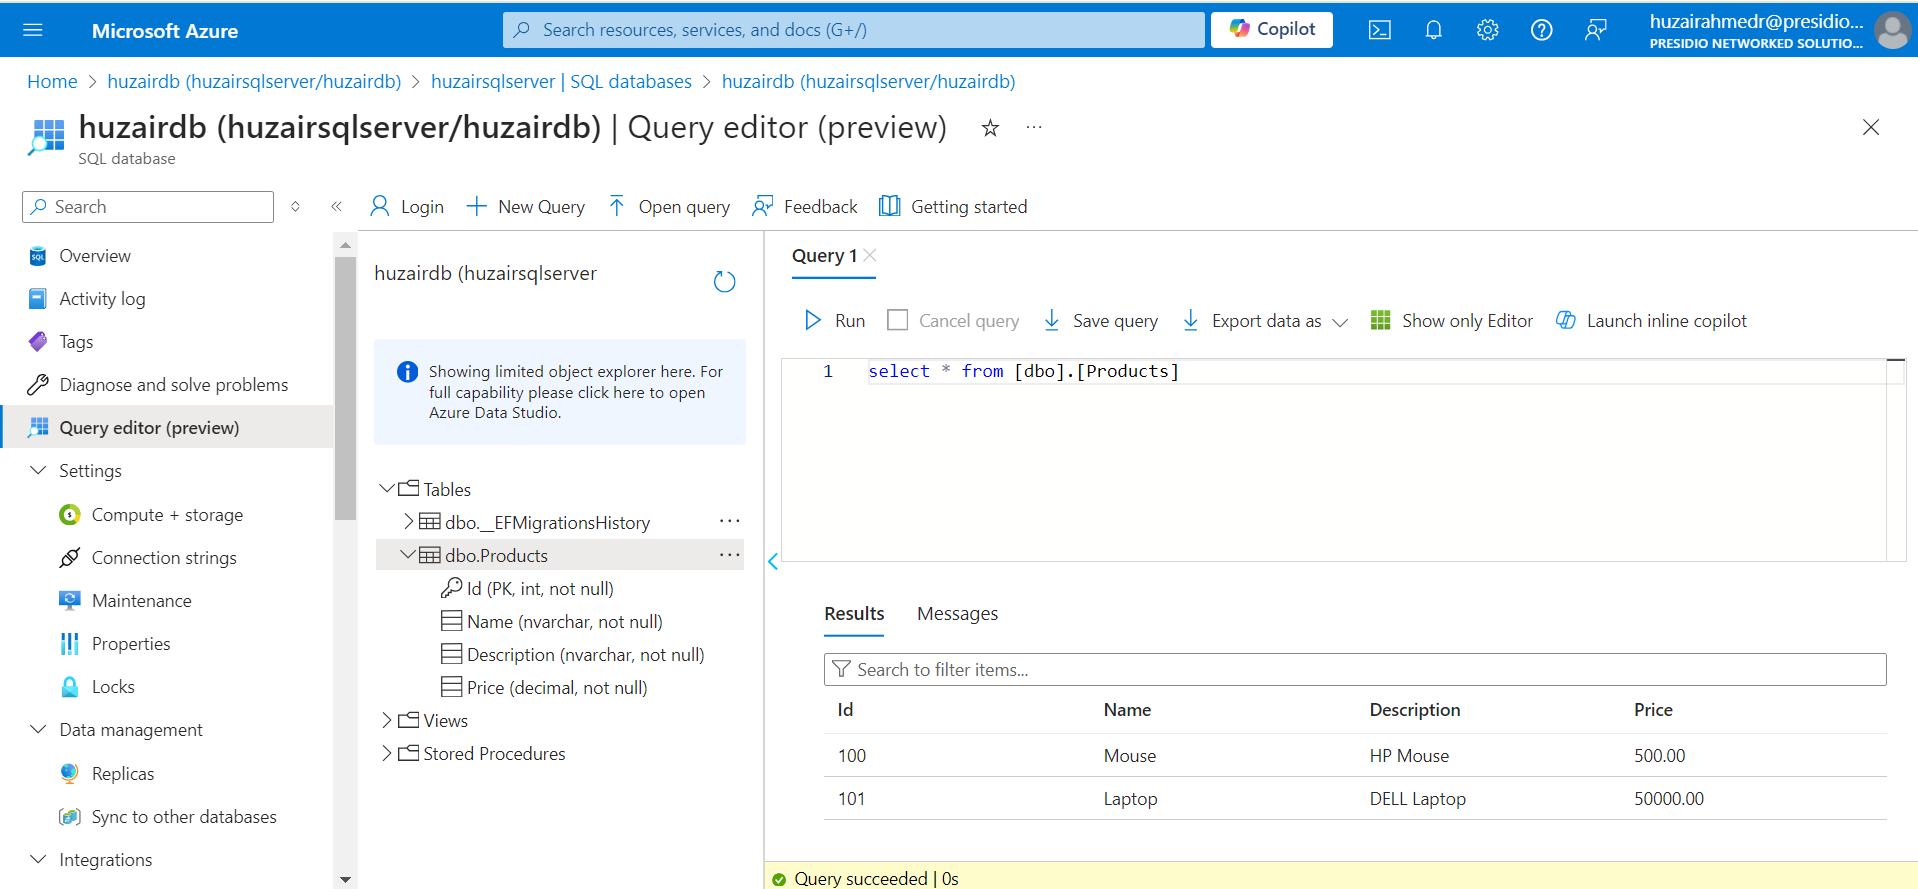 Microsoft Azure
Search resources, services, and docs (G+/)
Copilot
huzairahmedr@presidio...
PRESIDIO NETWORKED SOLUTIO...
Home > huzairdb (huzairsqlserver/huzairdb) > huzairsqlserver | SQL databases > huzairdb (huzairsqlserver/huzairdb)
huzairdb (huzairsqlserver/huzairdb) | Query editor (preview)
SQL database
Search
Overview
Activity log
Tags
Diagnose and solve problems
Query editor (preview)
Settings
Compute + storage
Connection strings
Maintenance
Properties
Locks
Data management
Replicas
Sync to other databases
Integrations
Login
New Query
Open query
Feedback
Getting started
huzairdb (huzairsqlserver
Showing limited object explorer here. For
full capability please click here to open
Azure Data Studio.
Tables
dbo.__EFMigrationsHistory
dbo.Products
Id (PK, int, not null)
Name (nvarchar, not null)
Description (nvarchar, not null)
Price (decimal, not null)
Views
Stored Procedures
Query 1
Run
Cancel query
Save query
Export data as
Show only Editor
Launch inline copilot
1 select * from [dbo].[Products]
Results Messages
Search to filter items...
Id Name Description Price
100 Mouse HP Mouse 500.00
101 Laptop DELL Laptop 50000.00
Query succeeded | 0s